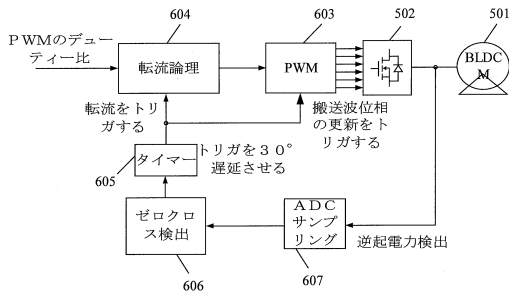 604
603
502
501
PWMのデュー
ティー比
転流論理
PWM
BLDC
M
転流をトリ
ガする
搬送波位相
の更新をト
リガする
タイマー
トリガを30°
遅延させる
605
ゼロクロ
ス検出
ADC
サンプ
リング
逆起電力検出
606
607